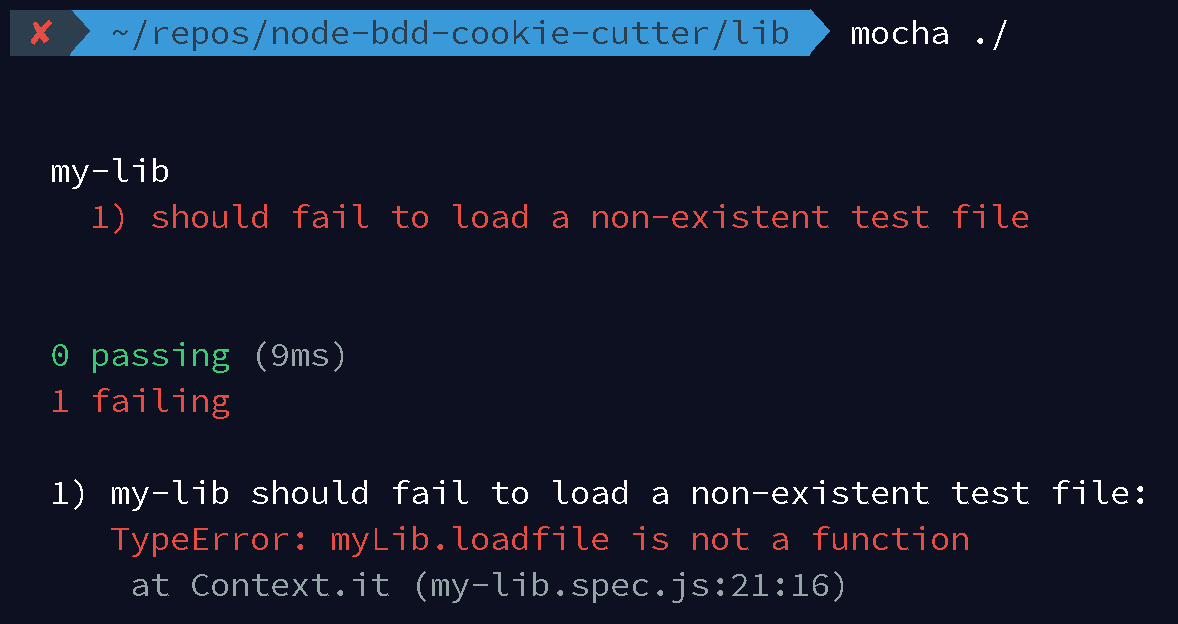 ✘ ~/repos/node-bdd-cookie-cutter/lib mocha ./
my-lib
1) should fail to load a non-existent test file
0 passing (9ms)
1 failing
1) my-lib should fail to load a non-existent test file:
TypeError: myLib.loadfile is not a function
at Context.it (my-lib.spec.js:21:16)